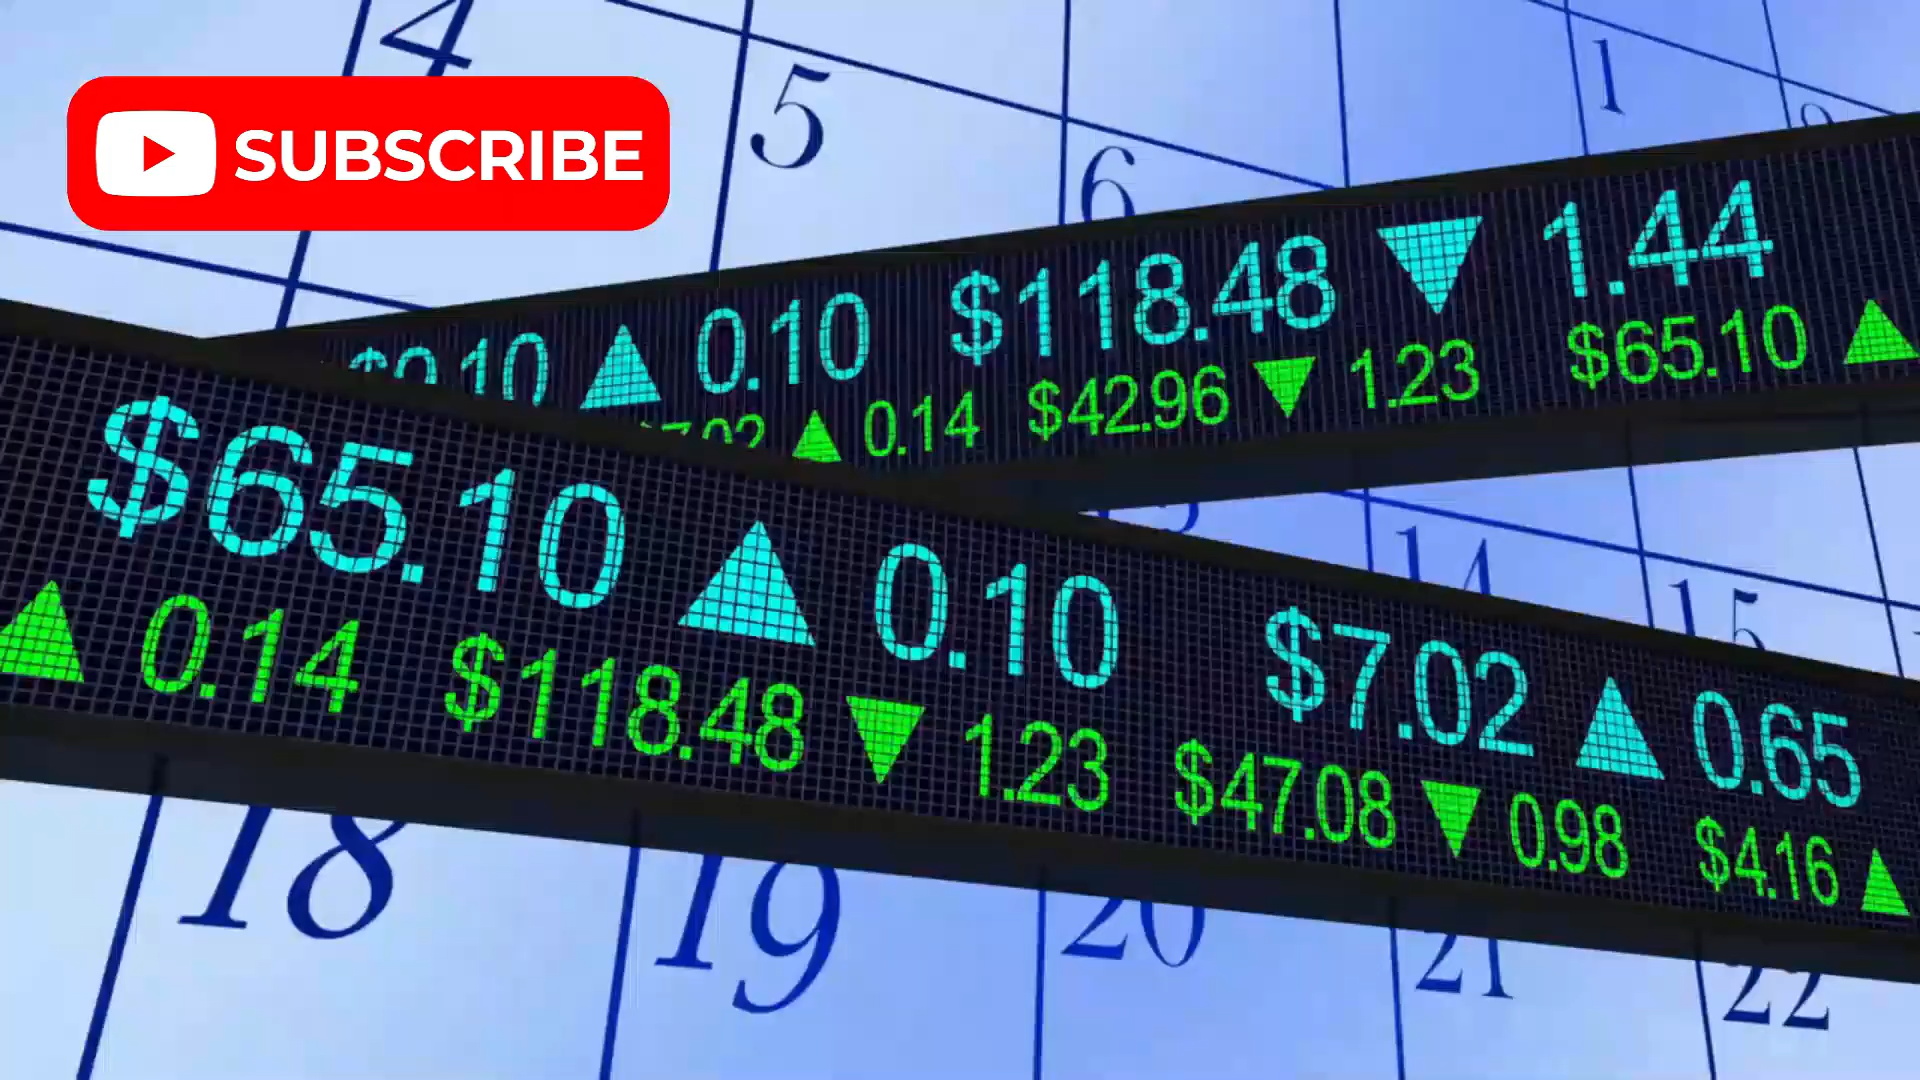 4
5
6
1
SUBSCRIBE
▲ 0.10 $118.48 ▼ 1.44
▲ 0.14 $42.96 ▼ 1.23 $65.10 ▲
$65.10 ▲ 0.10 $7.02 ▲ 0.65
▲ 0.14 $118.48 ▼ 1.23 $47.08 ▼ 0.98 $4.16 ▲
14
15
18
19
20
21
22